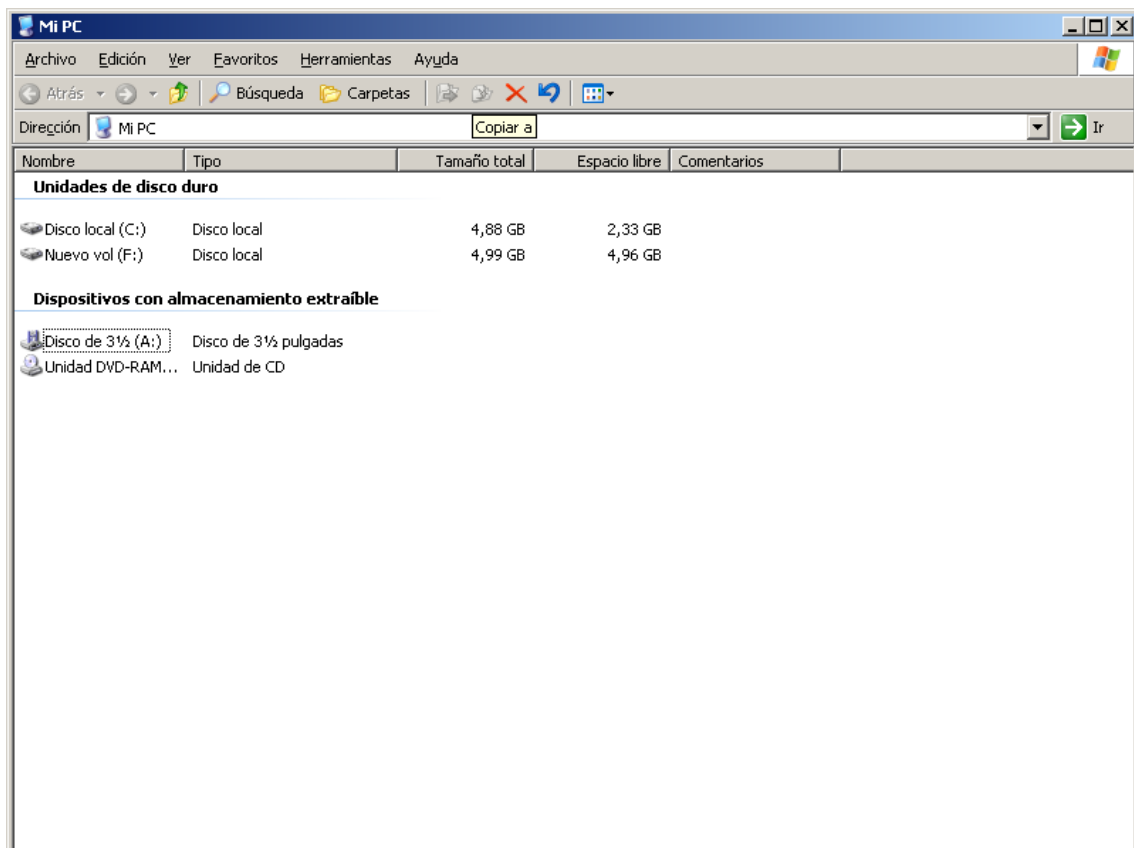 Mi PC
Archivo Edición Ver Favoritos Herramientas Ayuda
Atrás Búsqueda Carpetas
Dirección Mi PC Copiar a Ir
Nombre Tipo Tamaño total Espacio libre Comentarios
Unidades de disco duro
Disco local (C:) Disco local 4,88 GB 2,33 GB
Nuevo vol (F:) Disco local 4,99 GB 4,96 GB
Dispositivos con almacenamiento extraíble
Disco de 3½ (A:) Disco de 3½ pulgadas
Unidad DVD-RAM... Unidad de CD